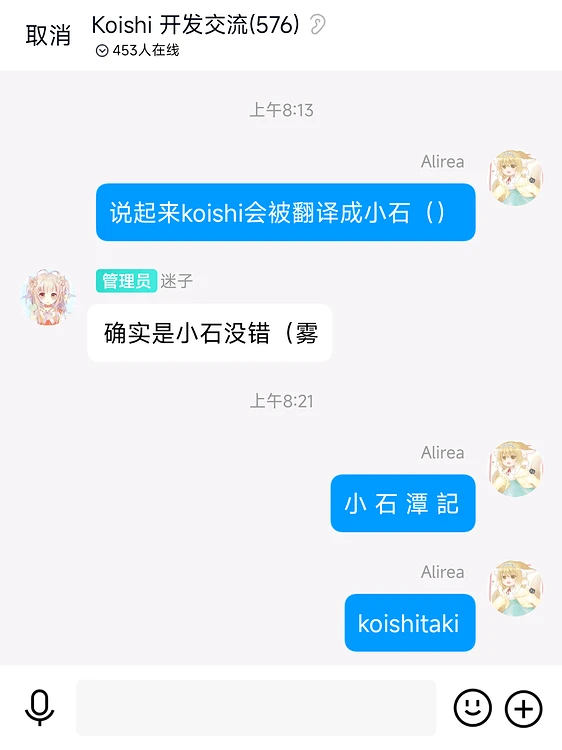 取消
Koishi 开发交流(576)
453人在线
上午8:13
Alirea
说起来koishi会被翻译成小石（）
管理员 迷子
确实是小石没错（雾
上午8:21
Alirea
小 石 潭 記
Alirea
koishitaki